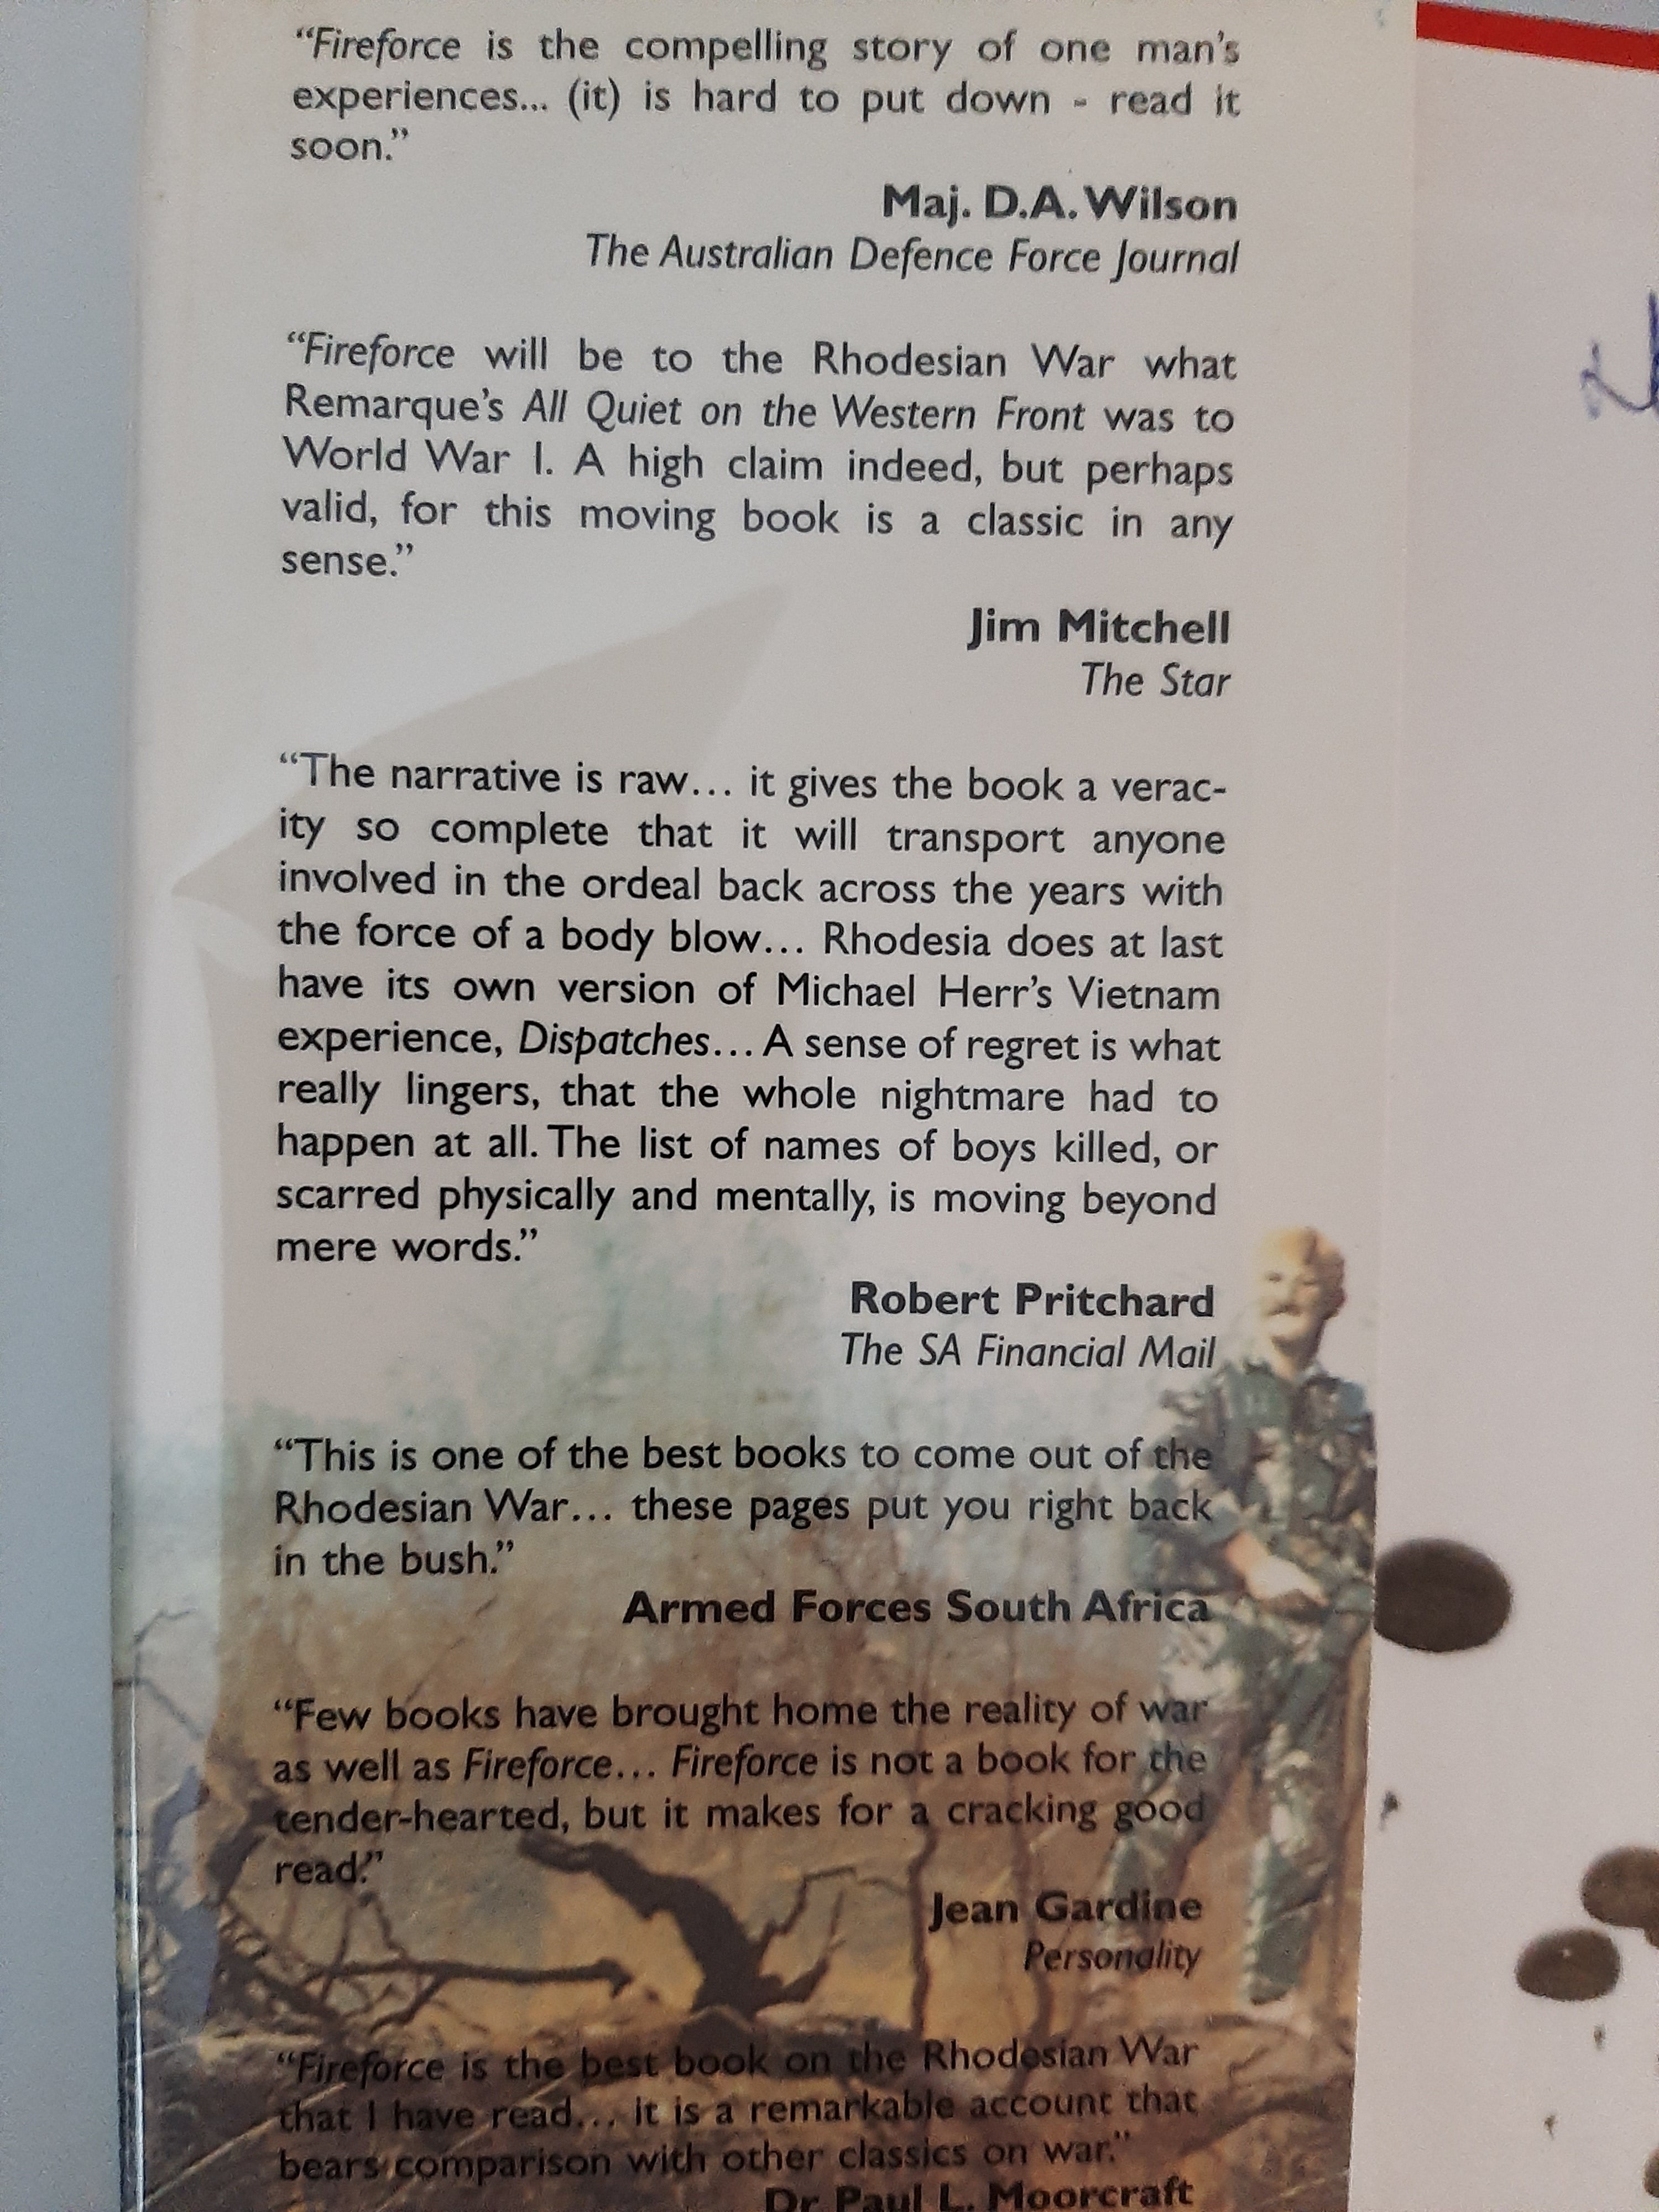 “Fireforce is the compelling story of one man’s
experiences... (it) is hard to put down - read it
soon.”
Maj. D.A. Wilson
The Australian Defence Force Journal
“Fireforce will be to the Rhodesian War what
Remarque’s All Quiet on the Western Front was to
World War I. A high claim indeed, but perhaps
valid, for this moving book is a classic in any
sense.”
Jim Mitchell
The Star
“The narrative is raw… it gives the book a verac-
ity so complete that it will transport anyone
involved in the ordeal back across the years with
the force of a body blow… Rhodesia does at last
have its own version of Michael Herr’s Vietnam
experience, Dispatches… A sense of regret is what
really lingers, that the whole nightmare had to
happen at all. The list of names of boys killed, or
scarred physically and mentally, is moving beyond
mere words.”
Robert Pritchard
The SA Financial Mail
“This is one of the best books to come out of the
Rhodesian War… these pages put you right back
in the bush.”
Armed Forces South Africa
“Few books have brought home the reality of war
as well as Fireforce… Fireforce is not a book for the
tender-hearted, but it makes for a cracking good
read.”
Jean Gardine
Personality
“Fireforce is the best book on the Rhodesian War
that I have read… it is a remarkable account that
bears comparison with other classics on war.”
Dr Paul L. Moorcraft